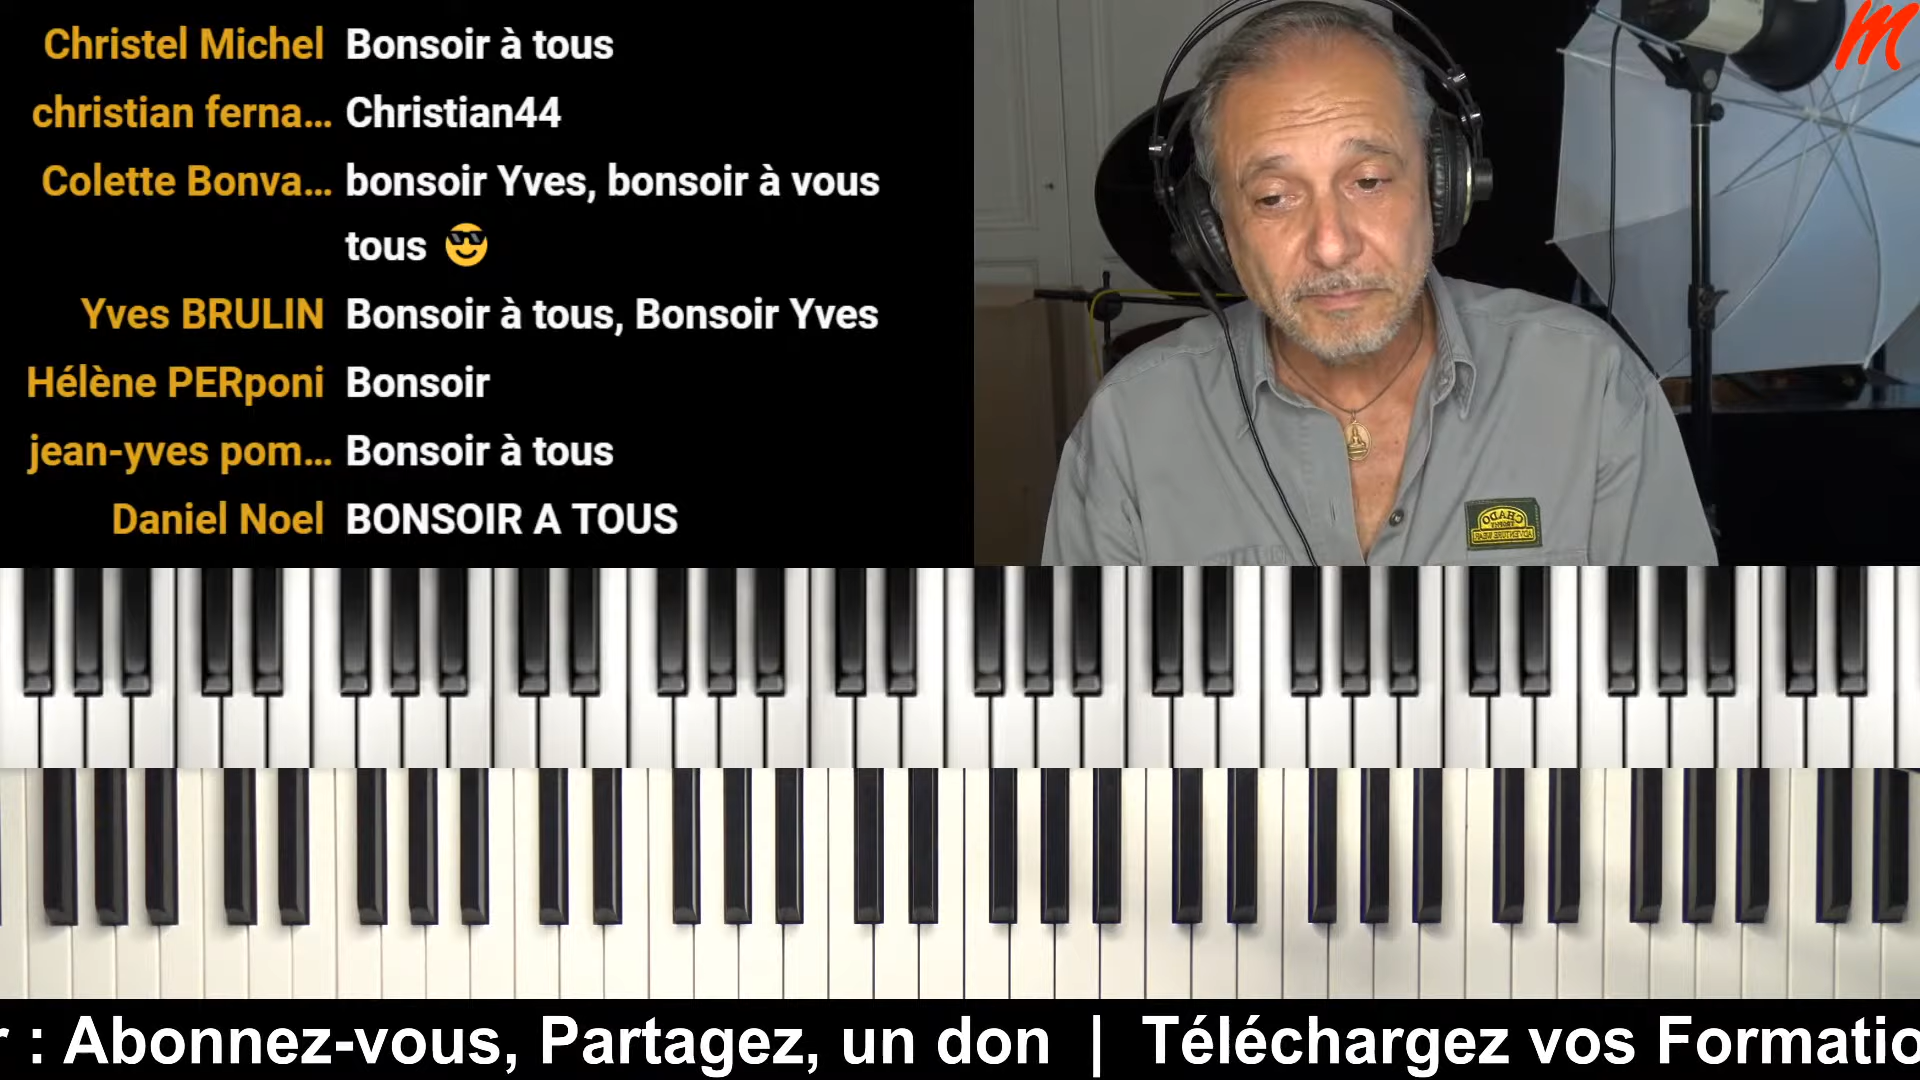 Christel Michel Bonsoir à tous
christian ferna… Christian44
Colette Bonva… bonsoir Yves, bonsoir à vous
tous 😎
Yves BRULIN Bonsoir à tous, Bonsoir Yves
Hélène PERponi Bonsoir
jean-yves pom… Bonsoir à tous
Daniel Noel BONSOIR A TOUS
M
CHADO
r : Abonnez-vous, Partagez, un don | Téléchargez vos Formatio